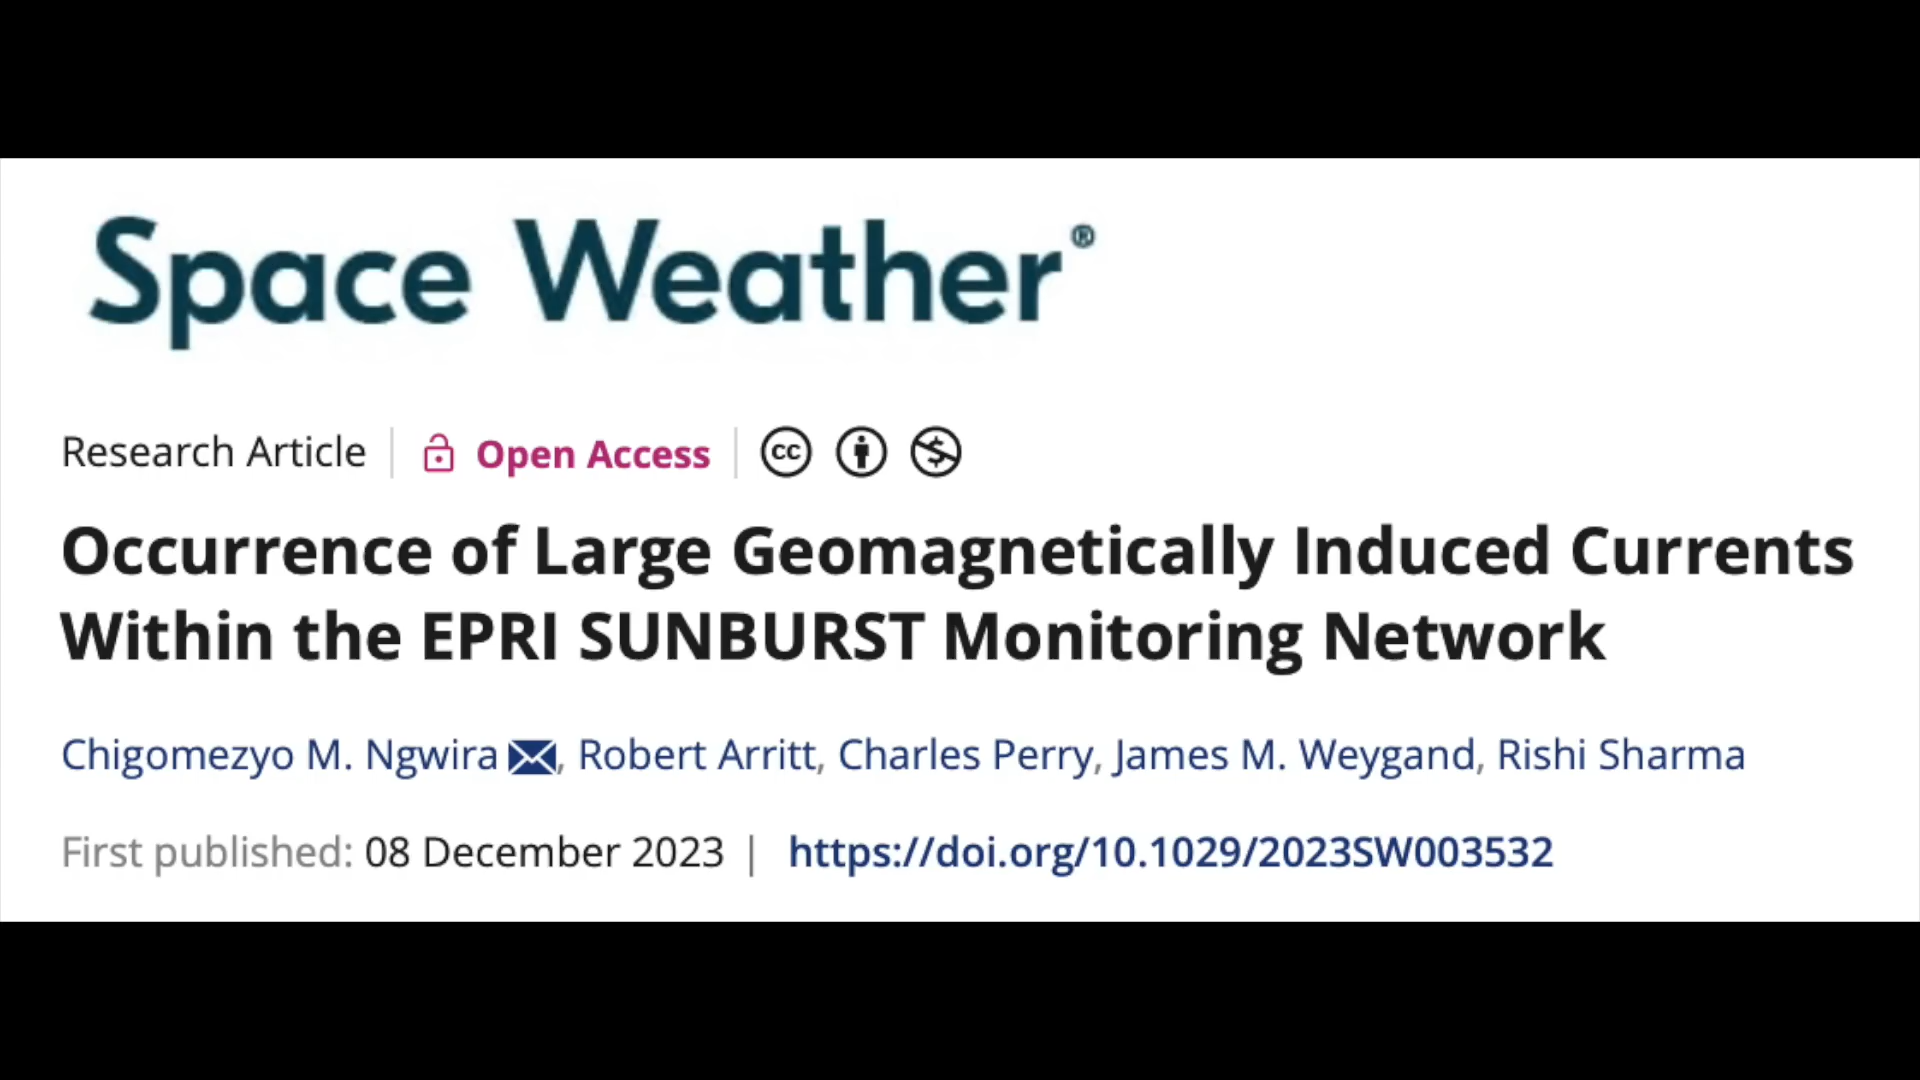 Space Weather®
Research Article | Open Access | cc
Occurrence of Large Geomagnetically Induced Currents
Within the EPRI SUNBURST Monitoring Network
Chigomezyo M. Ngwira, Robert Arritt, Charles Perry, James M. Weygand, Rishi Sharma
First published: 08 December 2023 | https://doi.org/10.1029/2023SW003532